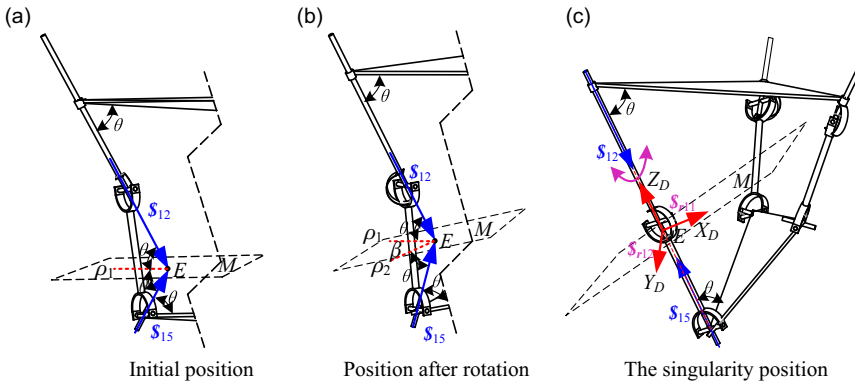 (a)
(b)
(c)
θ
$12
θ
ρ1
E
M
θ
θ
$15
θ
$12
θ
ρ1
β
E
M
ρ2
θ
θ
$15
θ
$12
ZD
M
$r11
E
XD
$r12
YD
θ
$15
Initial position
Position after rotation
The singularity position